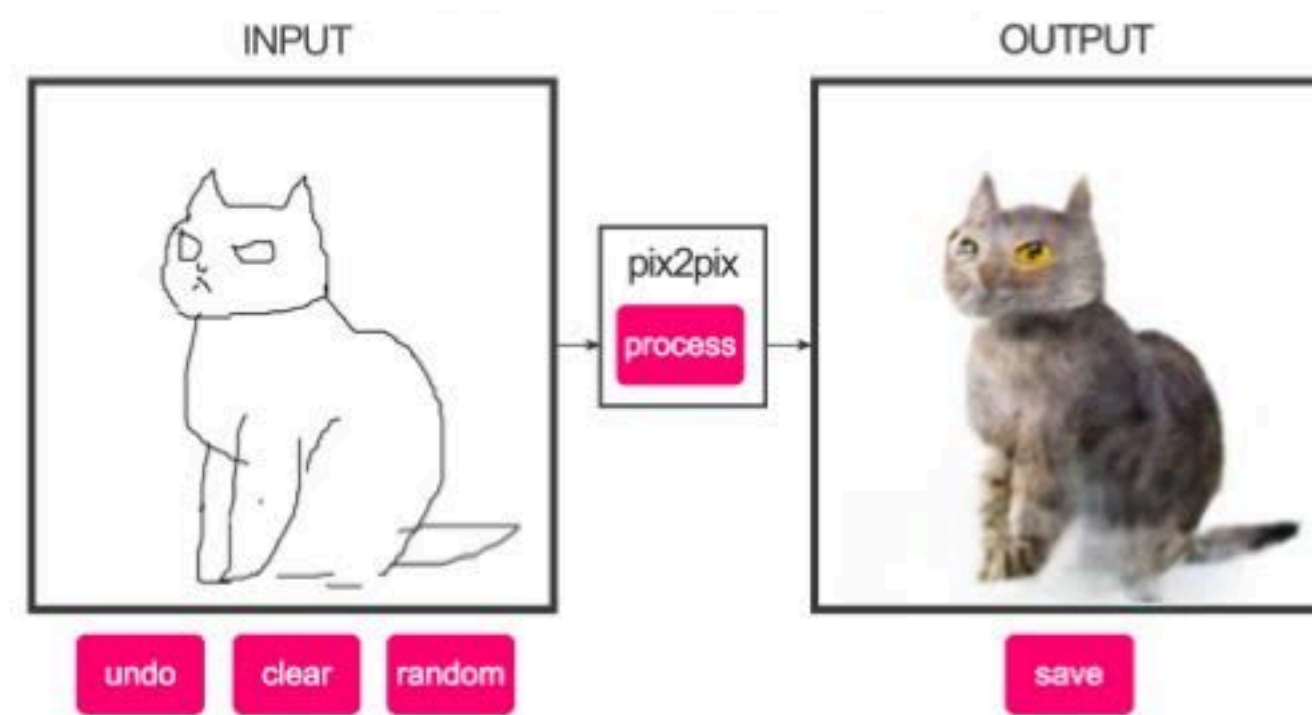 INPUT
OUTPUT
pix2pix
process
undo
clear
random
save